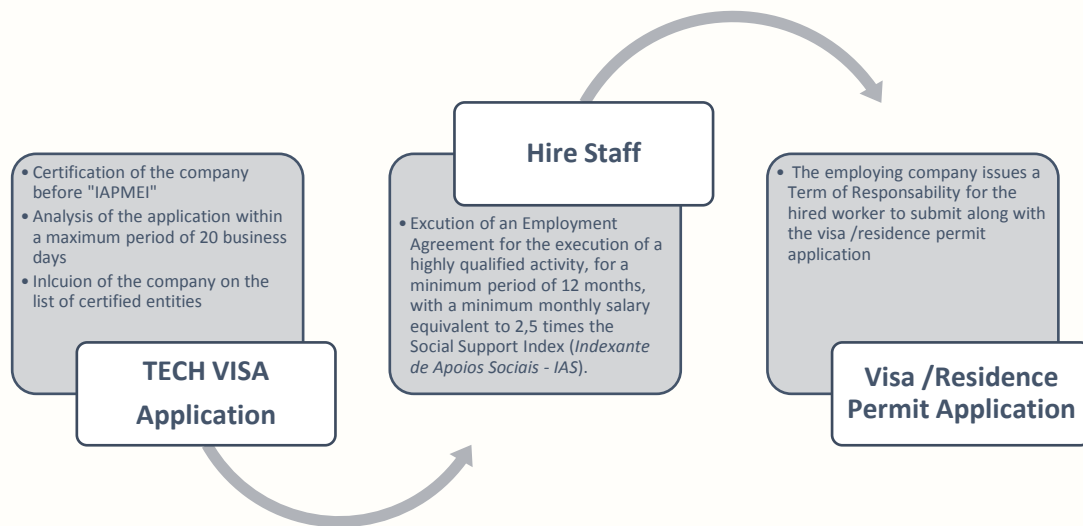 • Certification of the company
before "IAPMEI"
• Analysis of the application within
a maximum period of 20 business
days
• Inlcuion of the company on the
list of certified entities
TECH VISA
Application
Hire Staff
• Excution of an Employment
Agreement for the execution of a
highly qualified activity, for a
minimum period of 12 months,
with a minimum monthly salary
equivalent to 2,5 times the
Social Support Index (Indexante
de Apoios Sociais - IAS).
• The employing company issues a
Term of Responsability for the
hired worker to submit along with
the visa /residence permit
application
Visa /Residence
Permit Application